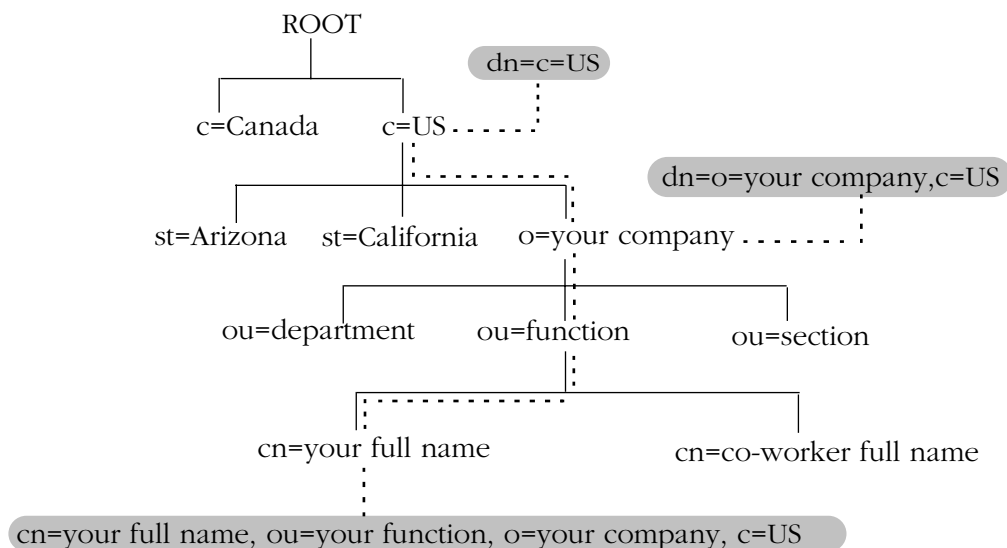 ROOT
dn=c=US
c=Canada
c=US
dn=o=your company,c=US
st=Arizona
st=California
o=your company
ou=department
ou=function
ou=section
cn=your full name
cn=co-worker full name
cn=your full name, ou=your function, o=your company, c=US